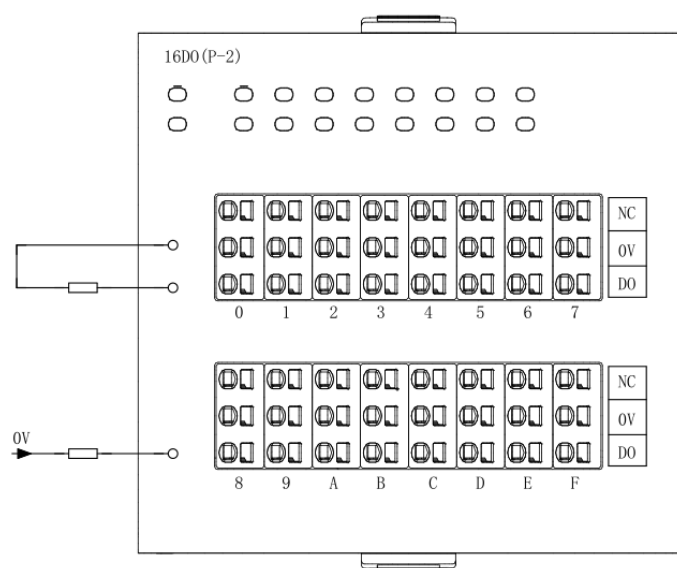 16DO(P-2)
NC
0V
DO
0 1 2 3 4 5 6 7
NC
0V
DO
0V
8 9 A B C D E F